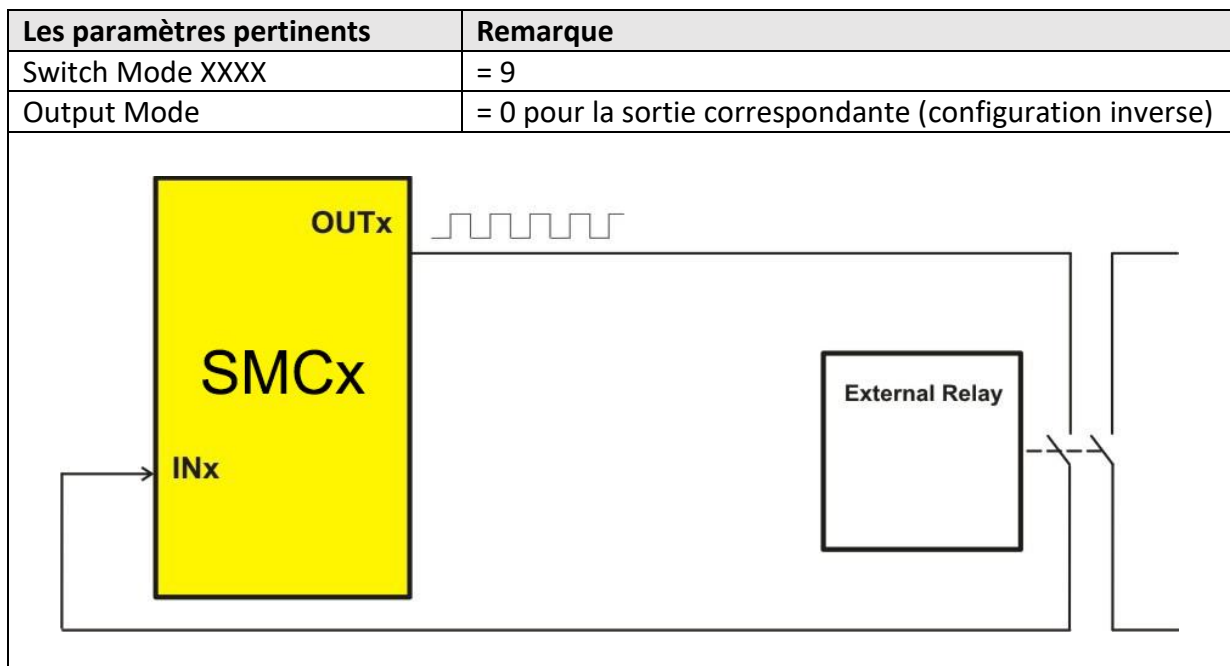 Les paramètres pertinents Remarque
Switch Mode XXXX = 9
Output Mode = 0 pour la sortie correspondante (configuration inverse)
OUTx
SMCx
External Relay
INx